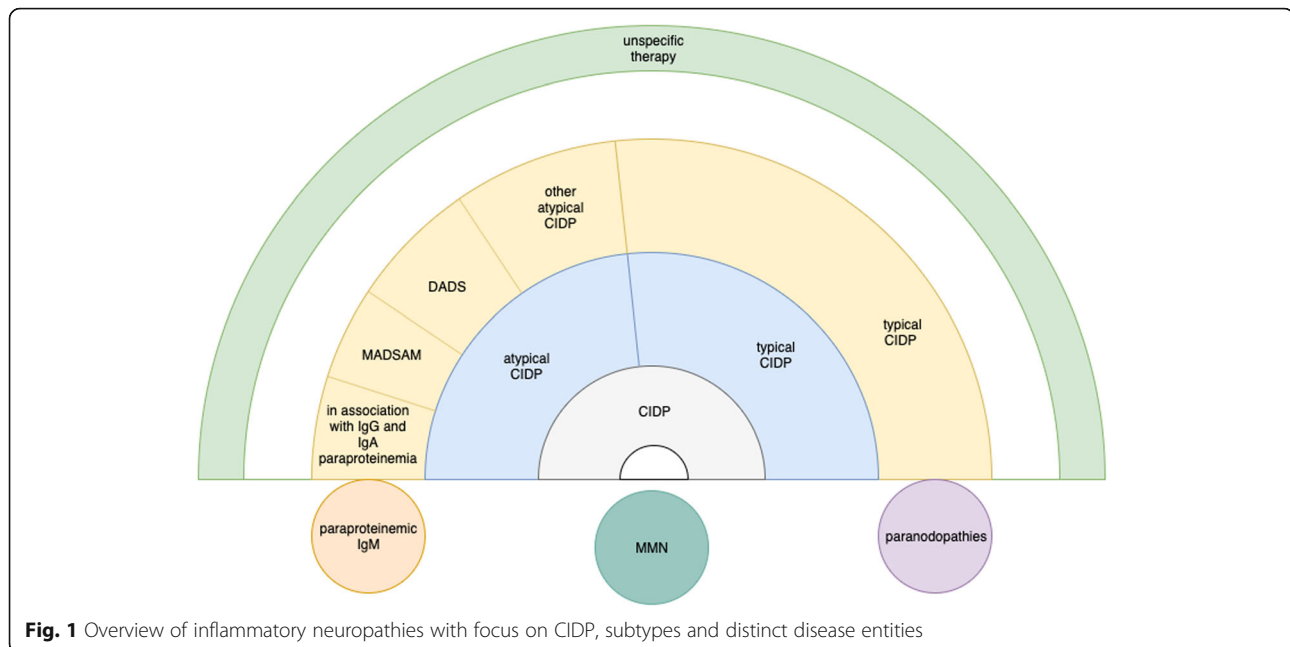 unspecific
therapy
other
atypical
CIDP
DADS
typical
CIDP
MADSAM
atypical
CIDP
typical
CIDP
CIDP
in association
with IgG and
IgA
paraproteinemia
paraproteinemic
IgM
MMN
paranodopathies
Fig. 1 Overview of inflammatory neuropathies with focus on CIDP, subtypes and distinct disease entities